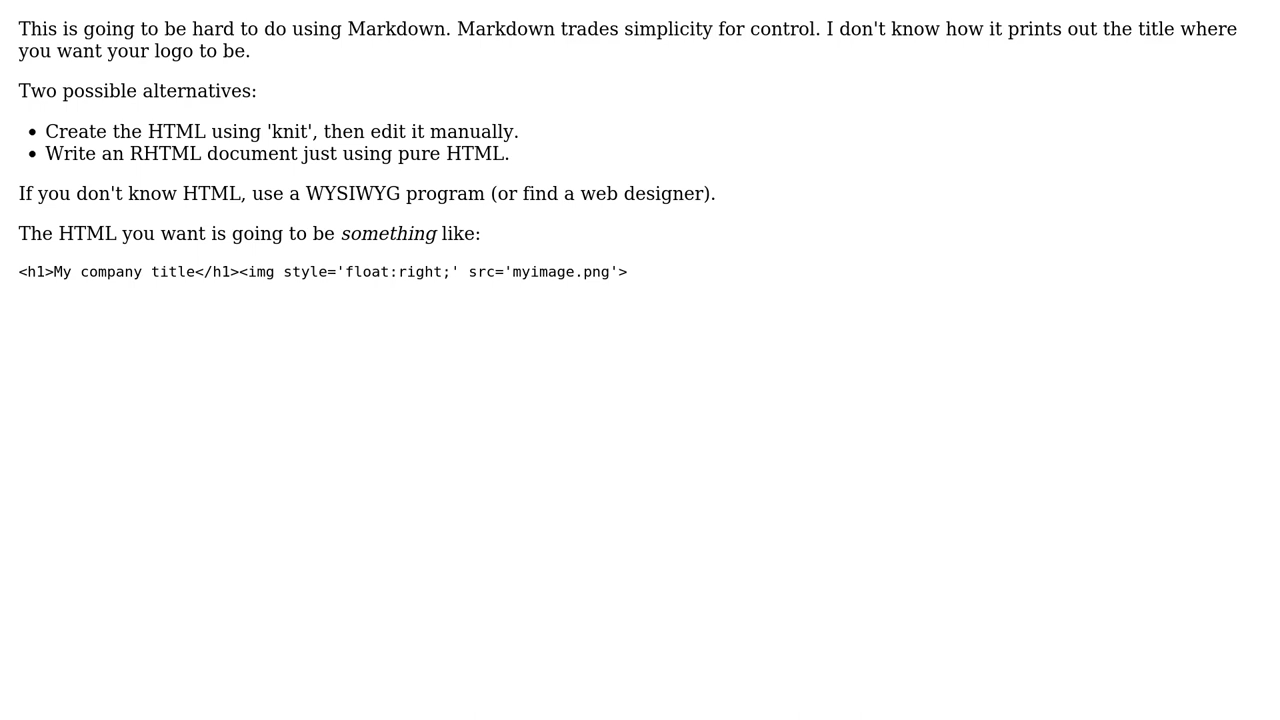 This is going to be hard to do using Markdown. Markdown trades simplicity for control. I don't know how it prints out the title where
you want your logo to be.
Two possible alternatives:
• Create the HTML using 'knit', then edit it manually.
• Write an RHTML document just using pure HTML.
If you don't know HTML, use a WYSIWYG program (or find a web designer).
The HTML you want is going to be something like:
<h1>My company title</h1><img style='float:right;' src='myimage.png'>